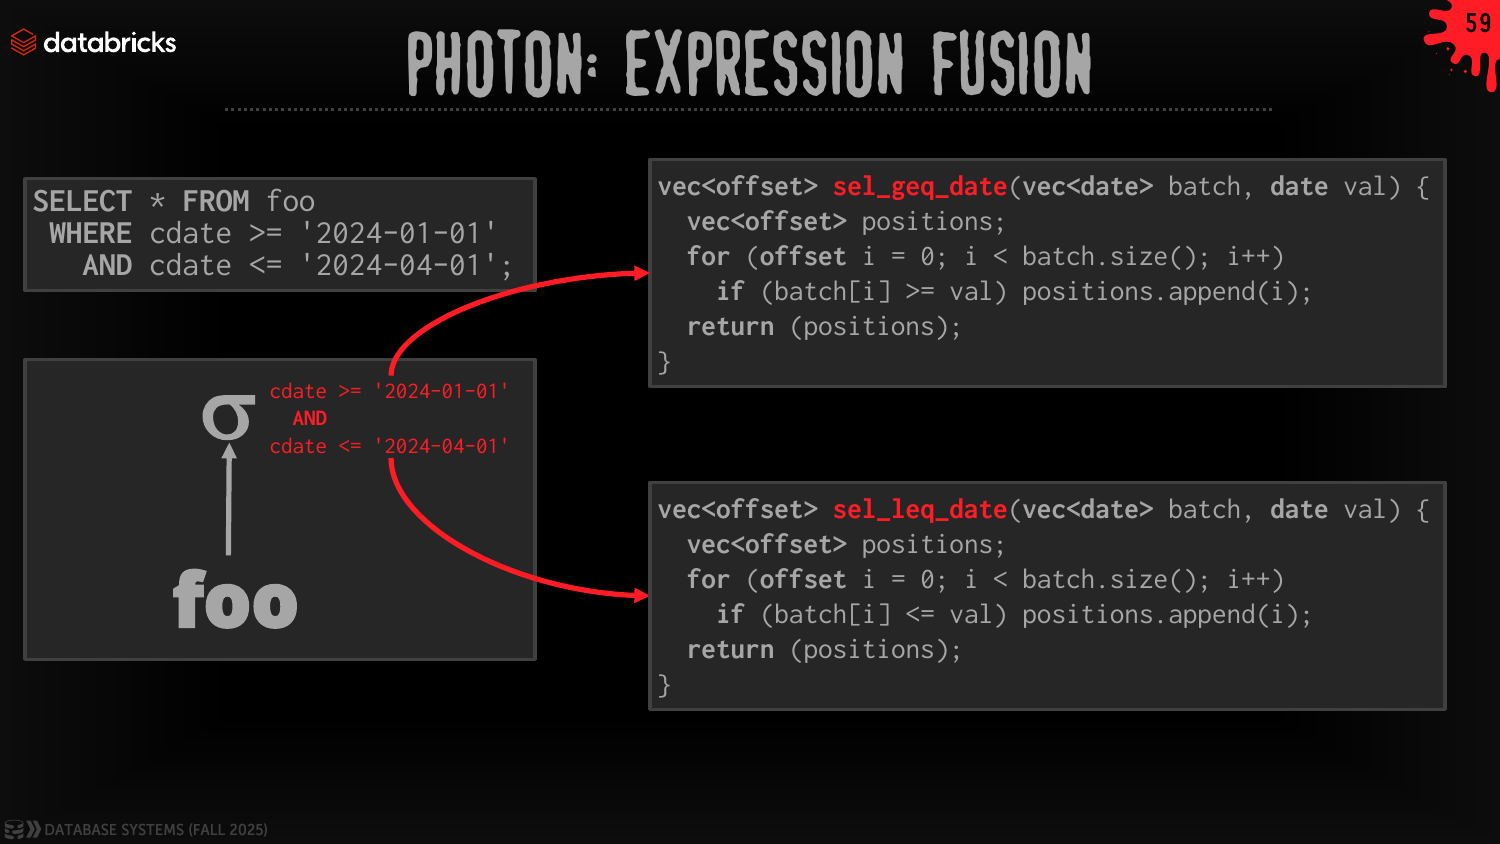 databricks
PHOTON: EXPRESSION FUSION
59
SELECT * FROM foo
WHERE cdate >= '2024-01-01'
AND cdate <= '2024-04-01';
σ
cdate >= '2024-01-01'
AND
cdate <= '2024-04-01'
foo
vec<offset> sel_geq_date(vec<date> batch, date val) {
vec<offset> positions;
for (offset i = 0; i < batch.size(); i++)
if (batch[i] >= val) positions.append(i);
return (positions);
}
vec<offset> sel_leq_date(vec<date> batch, date val) {
vec<offset> positions;
for (offset i = 0; i < batch.size(); i++)
if (batch[i] <= val) positions.append(i);
return (positions);
}
DATABASE SYSTEMS (FALL 2025)